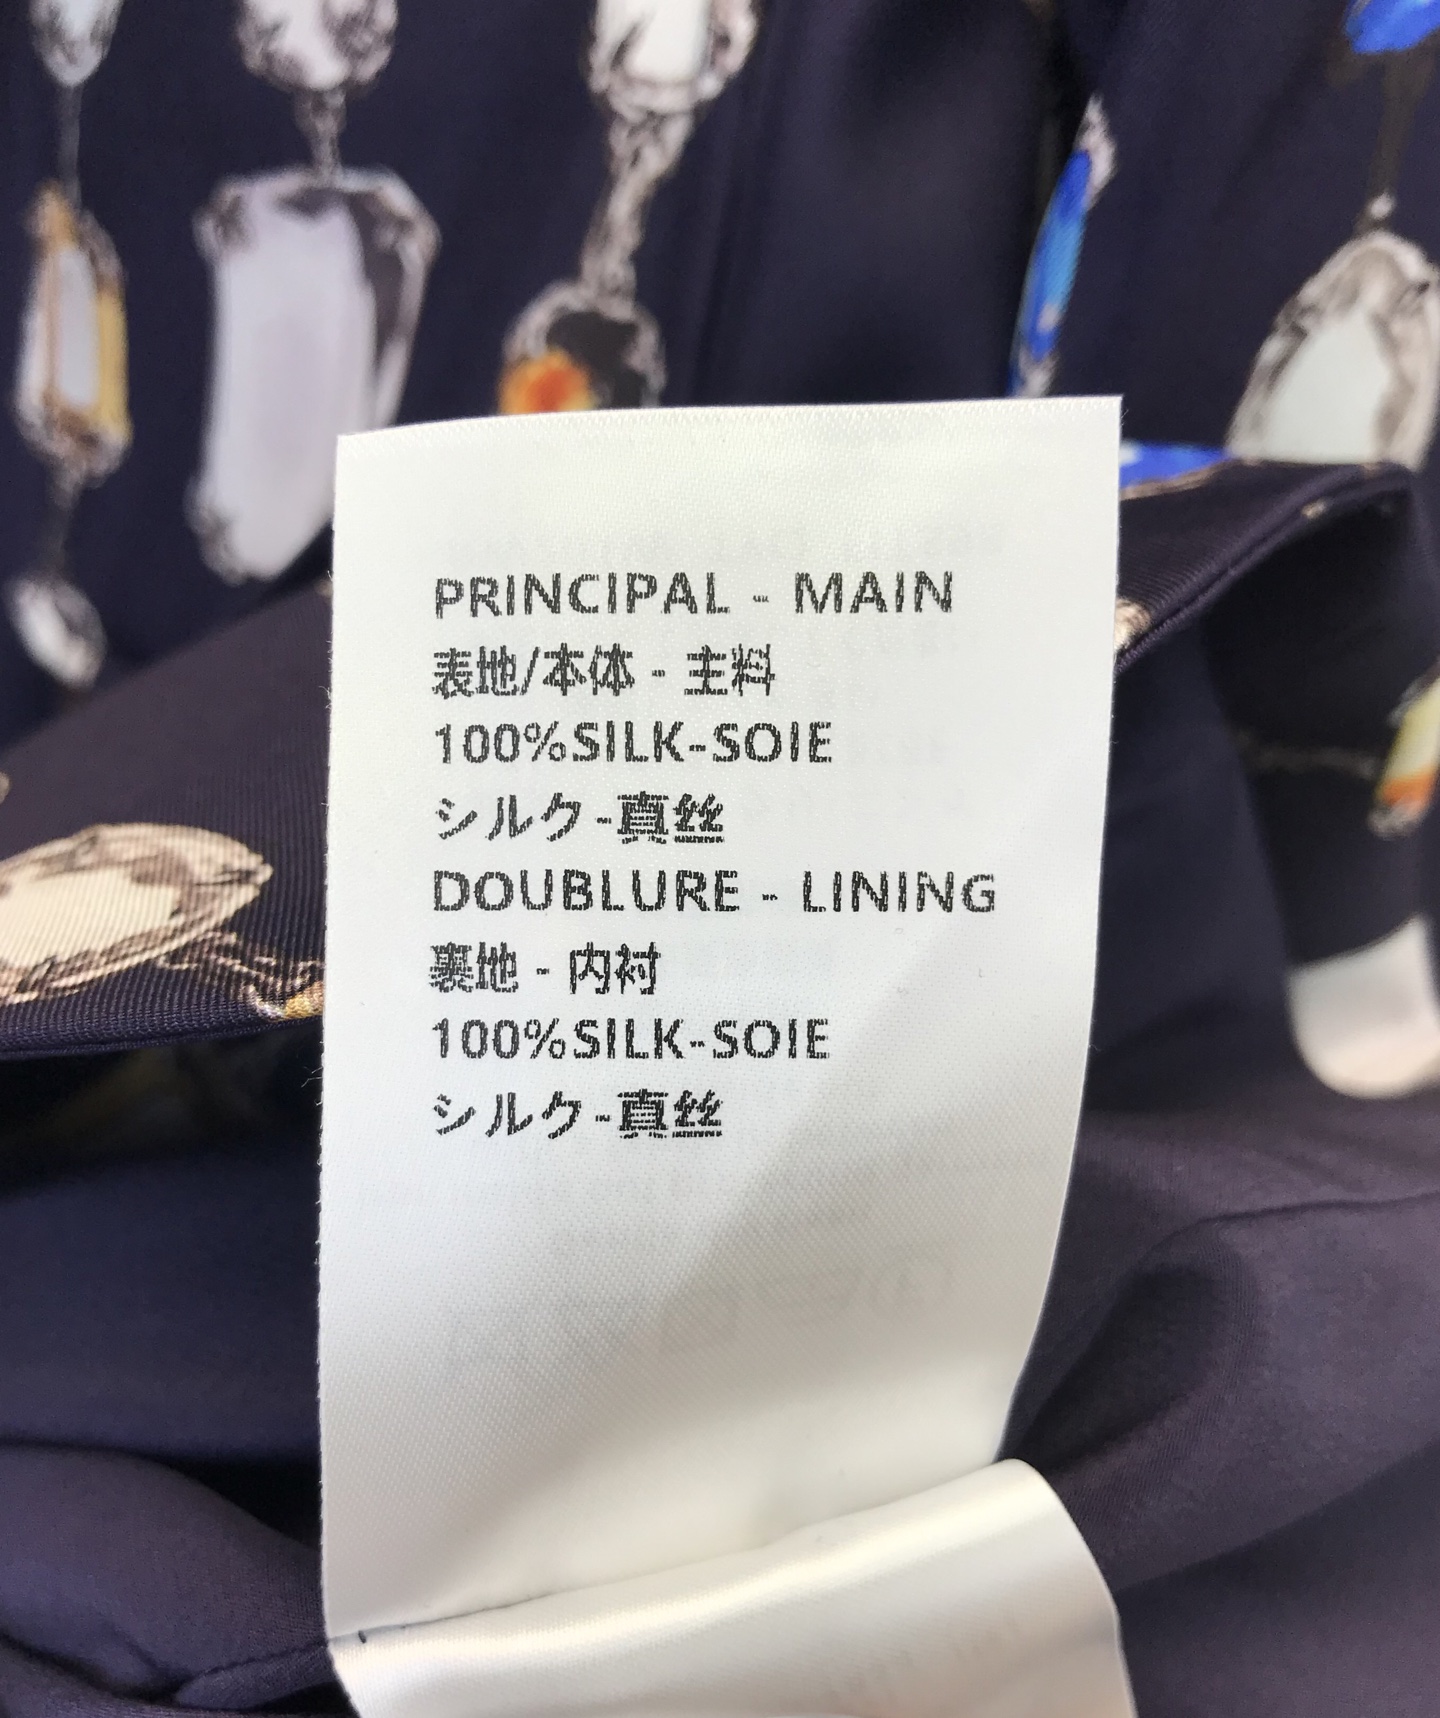 PRINCIPAL - MAIN
表地/本体 - 主料
100%SILK-SOIE
シルク-真丝
DOUBLURE - LINING
裏地 - 内衬
100%SILK-SOIE
シルク-真丝